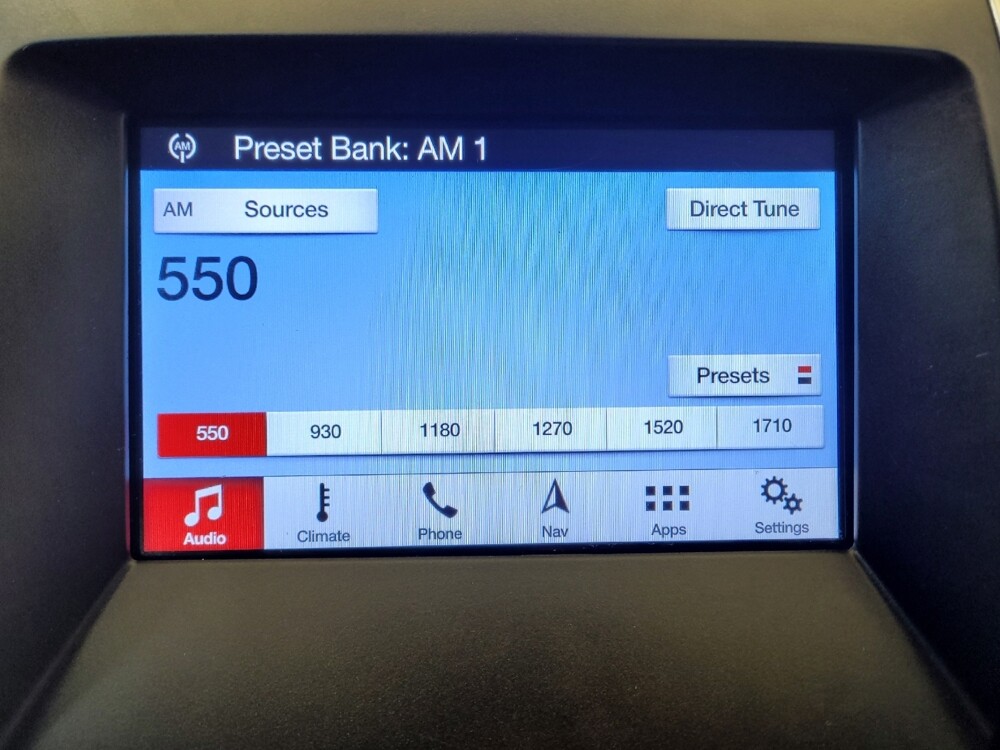 AM Preset Bank: AM 1
AM Sources Direct Tune
550
Presets
550 930 1180 1270 1520 1710
Audio Climate Phone Nav Apps Settings